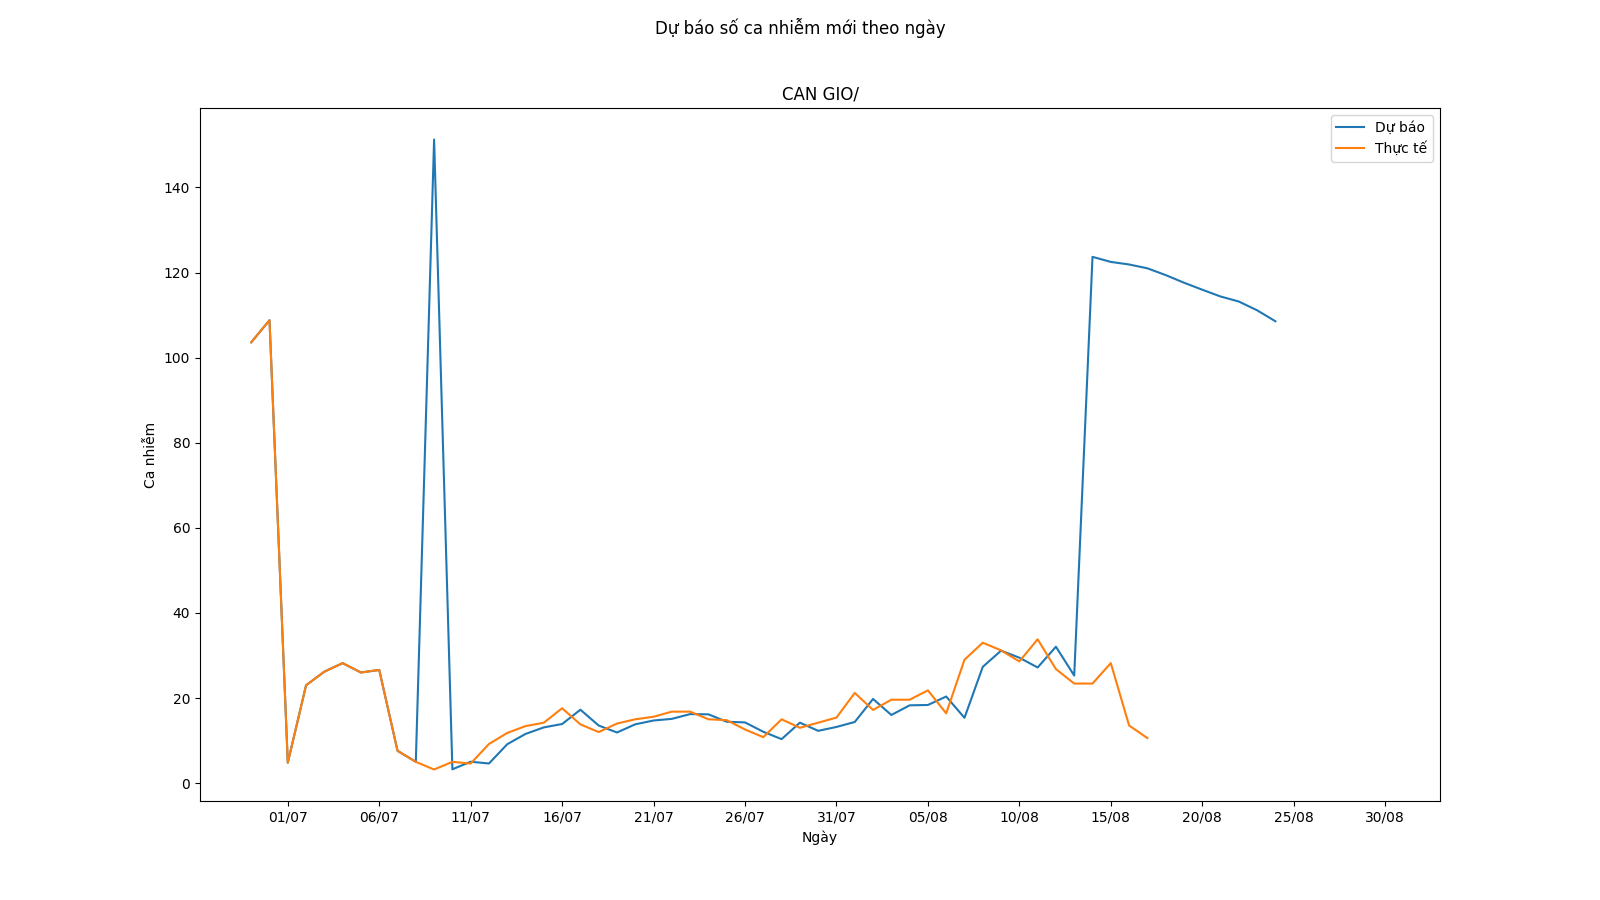 Dự báo số ca nhiễm mới theo ngày
CAN GIO/
Dự báo
Thực tế
140
120
100
80
60
40
20
0
Ca nhiễm
01/07 06/07 11/07 16/07 21/07 26/07 31/07 05/08 10/08 15/08 20/08 25/08 30/08
Ngày